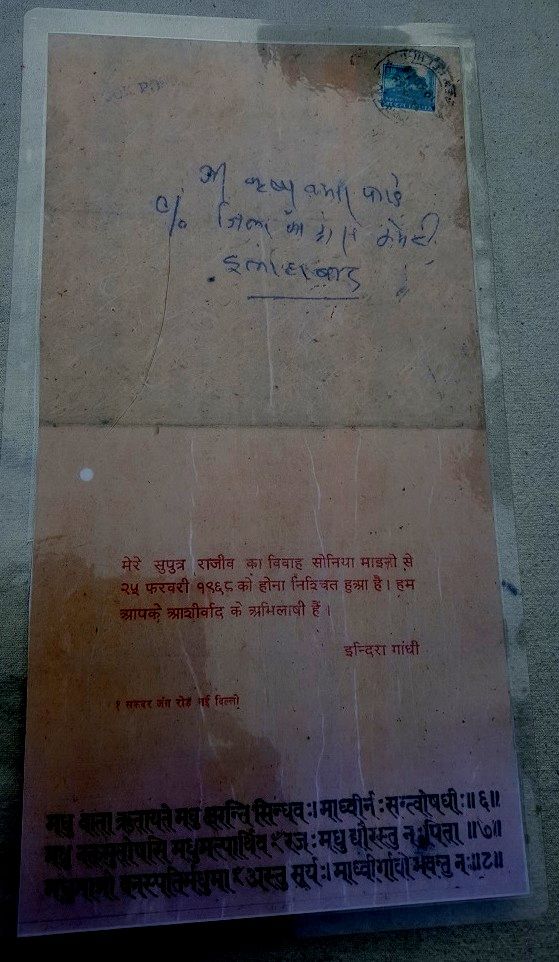 श्री कृष्ण कुमार पांडे
C/o जिला कांग्रेस कमेटी
इलाहाबाद
मेरे सुपुत्र राजीव का विवाह सोनिया माइनो से
२५ फरवरी १९६८ को होना निश्चित हुआ है। हम
आपके आशीर्वाद के अभिलाषी हैं।
इन्दिरा गांधी
१ सफदर जंग रोड नई दिल्ली
मधु वाता ऋतायते मधु क्षरन्ति सिन्धवः। माध्वीर्नः सन्त्वोषधीः॥६॥
मधु नक्तमुतोषसि मधुमत्पार्थिवँरजः मधु द्यौरस्तु नः पिता ॥७॥
मधुमान्नो वनस्पतिर्मधुमाँ अस्तु सूर्यः। माध्वीर्गावो भवन्तु नः॥८॥